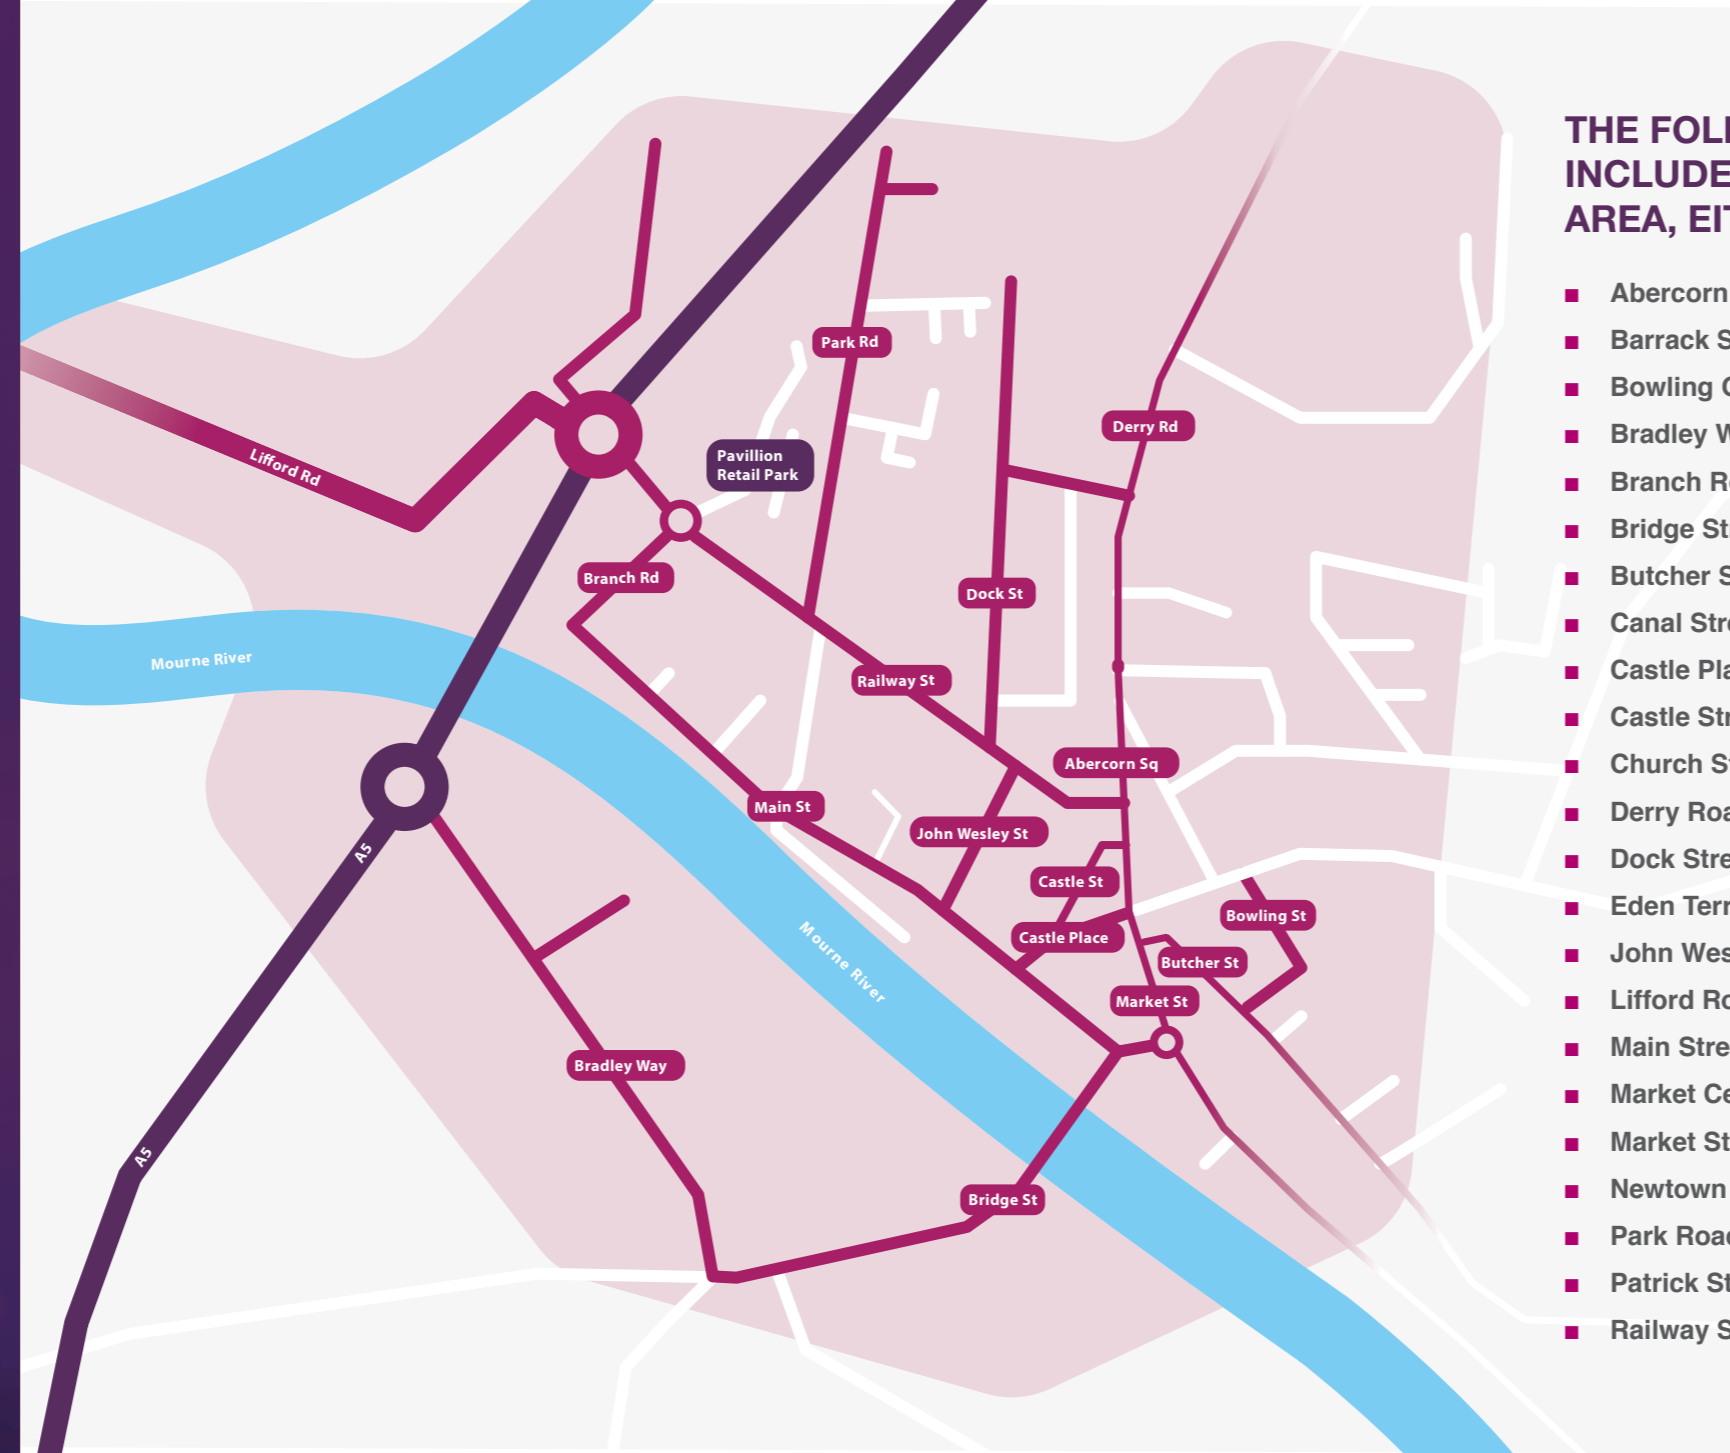 Park Rd
Derry Rd
Pavillion
Retail Park
Lifford Rd
Branch Rd
Dock St
Mourne River
Railway St
Abercorn Sq
Main St
John Wesley St
A5
Castle St
Bowling St
Castle Place
Butcher St
Mourne River
Market St
Bradley Way
A5
Bridge St
THE FOL
INCLUDE
AREA, EIT
Abercorn
Barrack S
Bowling G
Bradley W
Branch Ro
Bridge Str
Butcher S
Canal Stre
Castle Pla
Castle Str
Church St
Derry Roa
Dock Stre
Eden Terr
John Wes
Lifford Ro
Main Stre
Market Ce
Market St
Newtown
Park Road
Patrick St
Railway S